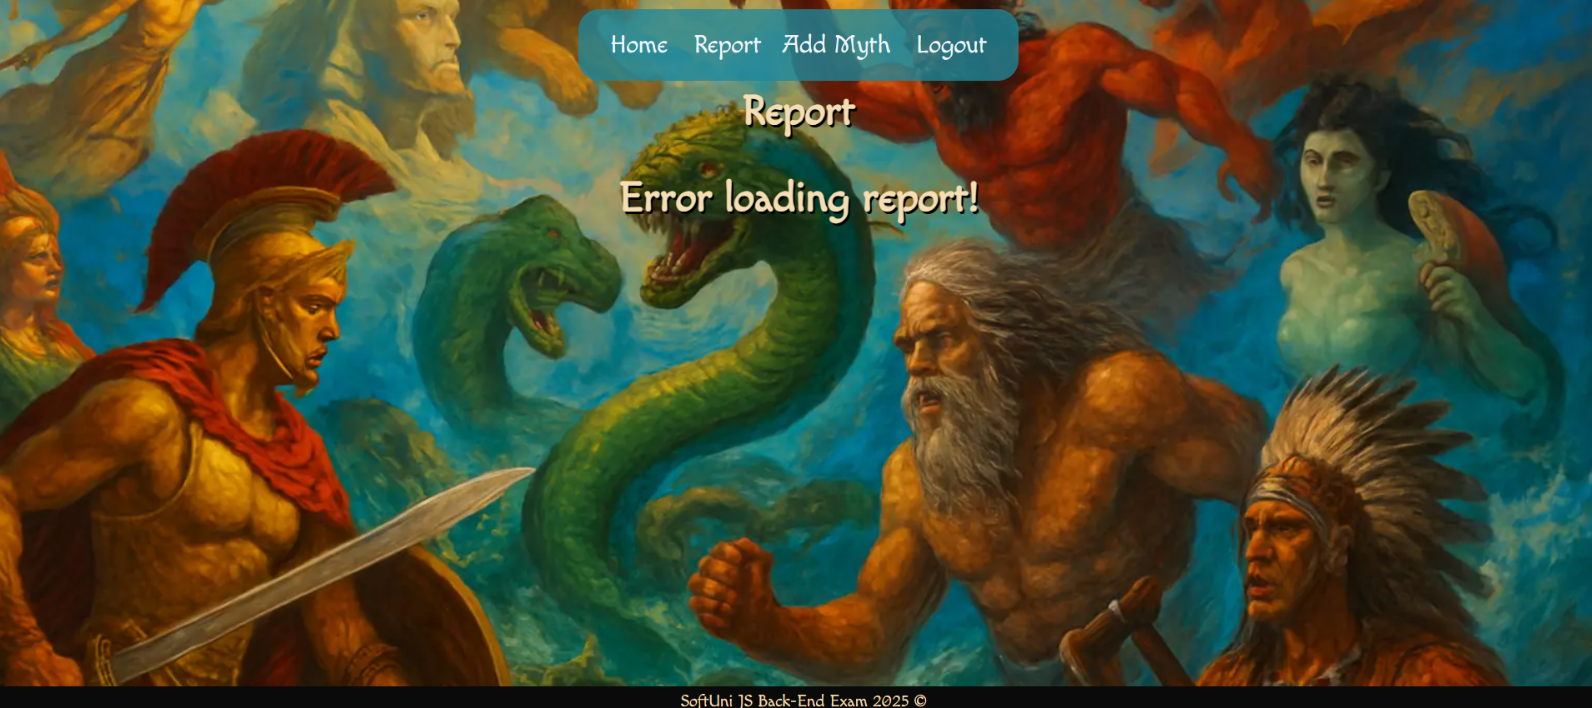 Home Report Add Myth Logout
Report
Error loading report!
SoftUni JS Back-End Exam 2025 ©